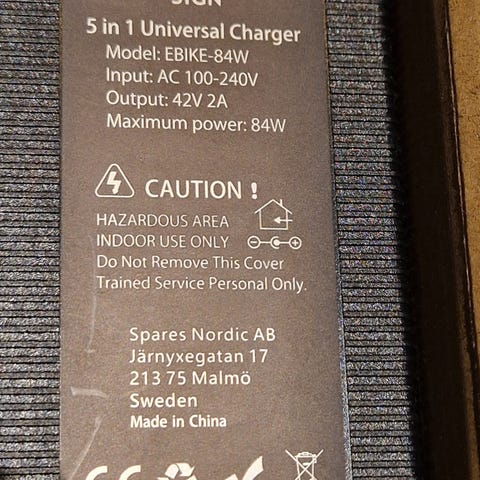 SIGN
5 in 1 Universal Charger
Model: EBIKE-84W
Input: AC 100-240V
Output: 42V 2A
Maximum power: 84W
CAUTION !
HAZARDOUS AREA
INDOOR USE ONLY
Do Not Remove This Cover
Trained Service Personal Only.
Spares Nordic AB
Järnyxegatan 17
213 75 Malmö
Sweden
Made in China